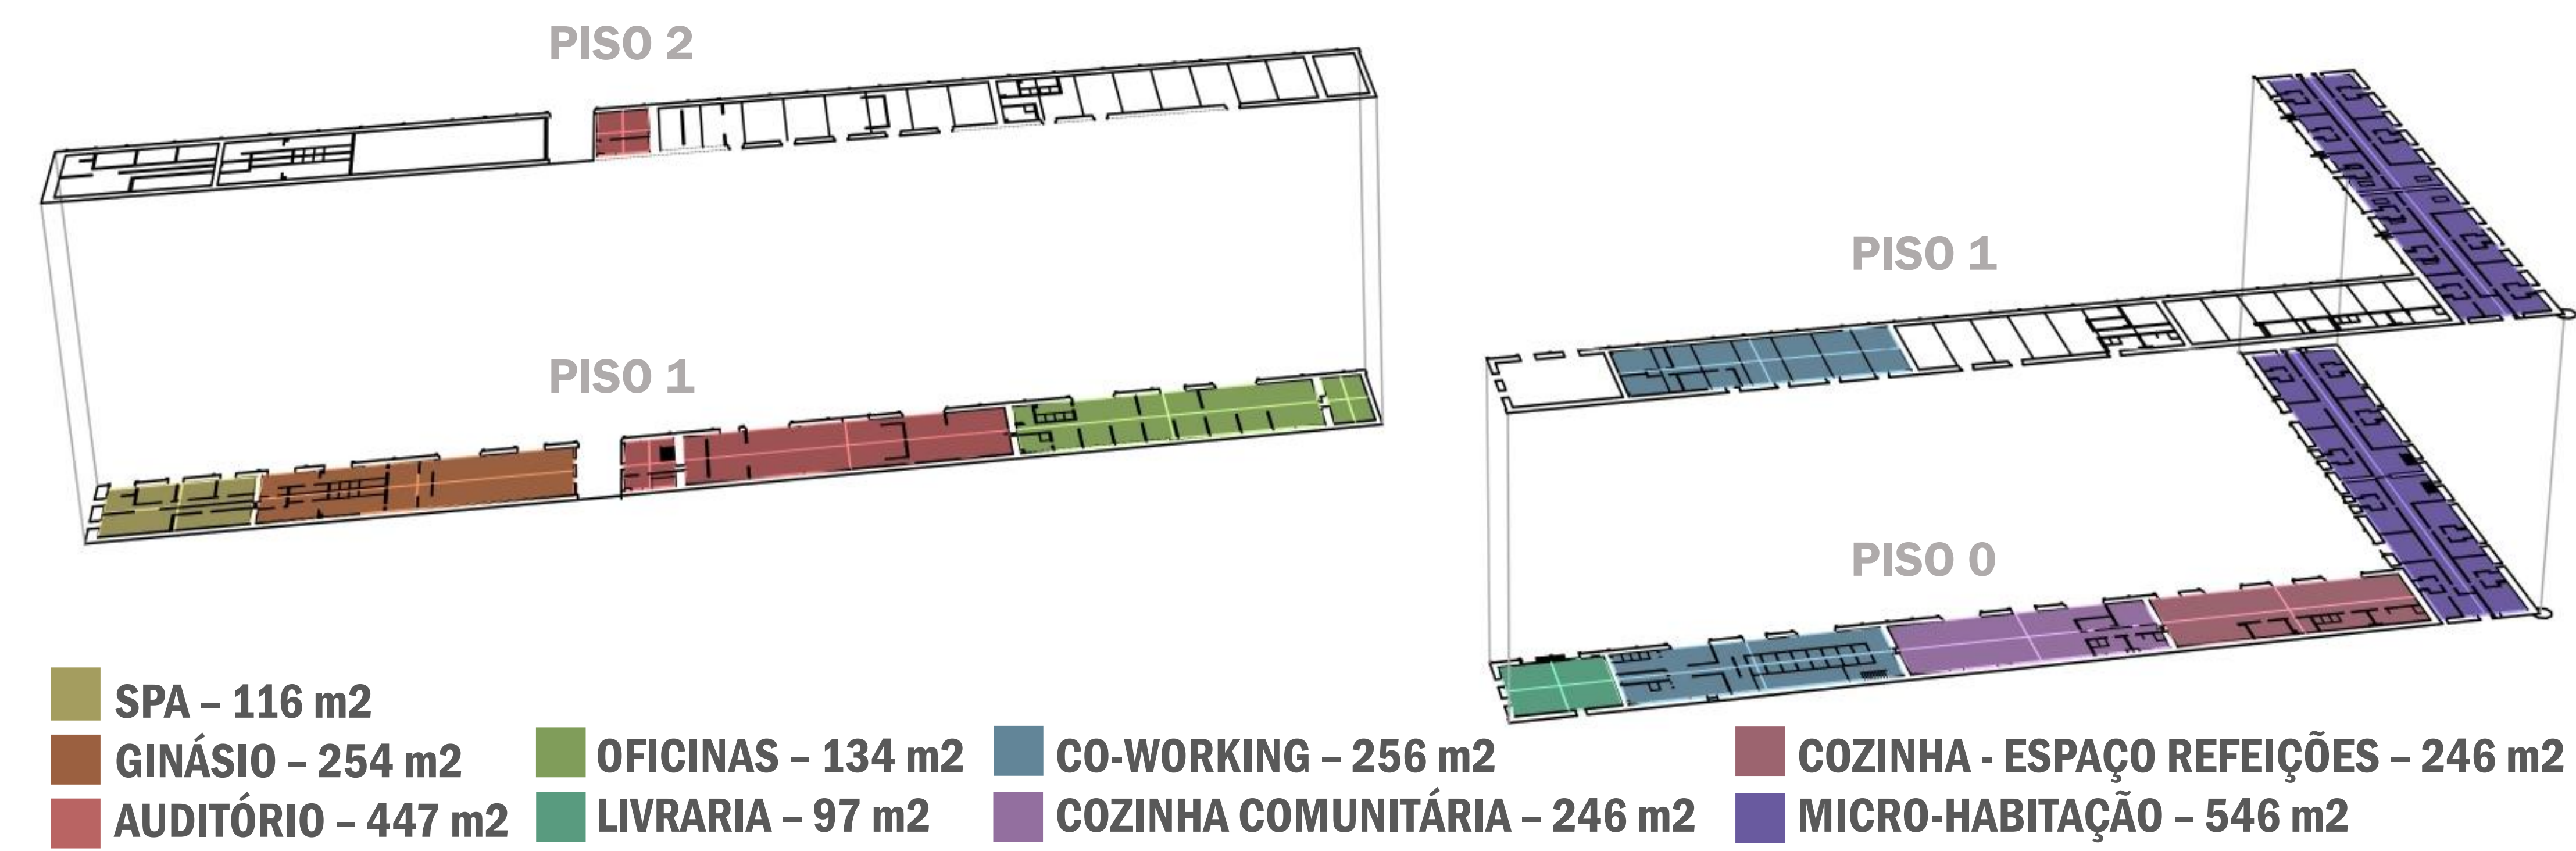 PISO 2
PISO 1
PISO 1
PISO 0
SPA – 116 m2
GINÁSIO – 254 m2
AUDITÓRIO – 447 m2
OFICINAS – 134 m2
LIVRARIA – 97 m2
CO-WORKING – 256 m2
COZINHA COMUNITÁRIA – 246 m2
COZINHA - ESPAÇO REFEIÇÕES – 246 m2
MICRO-HABITAÇÃO – 546 m2